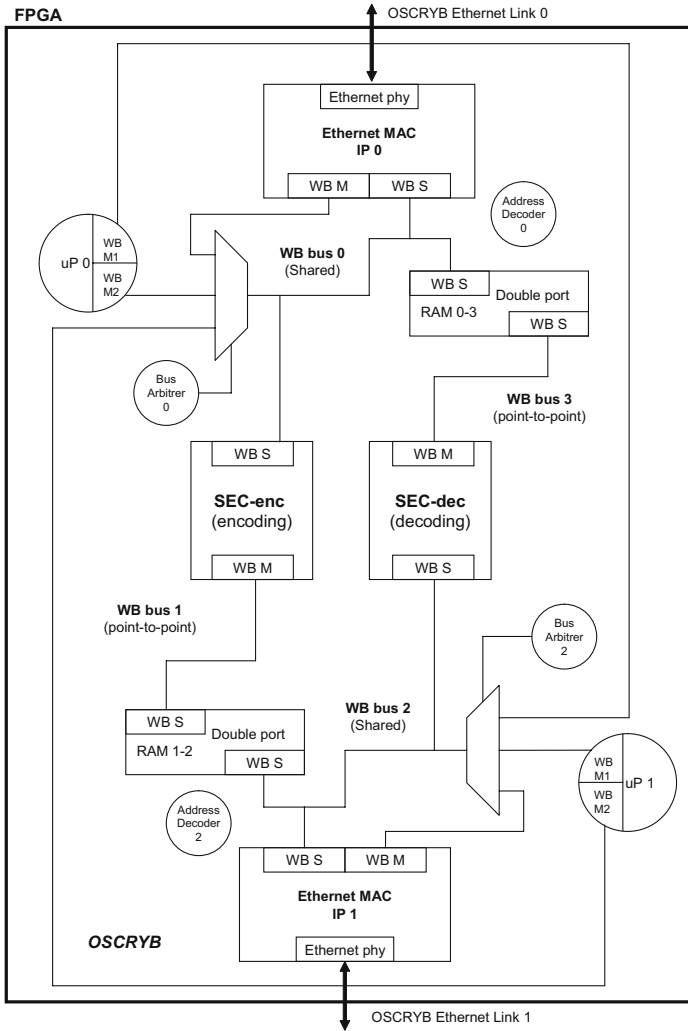 FPGA
OSCRYB Ethernet Link 0
Ethernet phy
Ethernet MAC
IP 0
WB M
WB S
Address
Decoder
0
uP 0
WB
M1
WB
M2
WB bus 0
(Shared)
WB S
Double port
RAM 0-3
WB S
Bus
Arbitrer
0
WB bus 3
(point-to-point)
WB S
SEC-enc
(encoding)
WB M
WB M
SEC-dec
(decoding)
WB S
WB bus 1
(point-to-point)
Bus
Arbitrer
2
WB S
Double port
RAM 1-2
WB S
WB bus 2
(Shared)
WB
M1
WB
M2
uP 1
Address
Decoder
2
WB S
WB M
Ethernet MAC
IP 1
Ethernet phy
OSCRYB
OSCRYB Ethernet Link 1